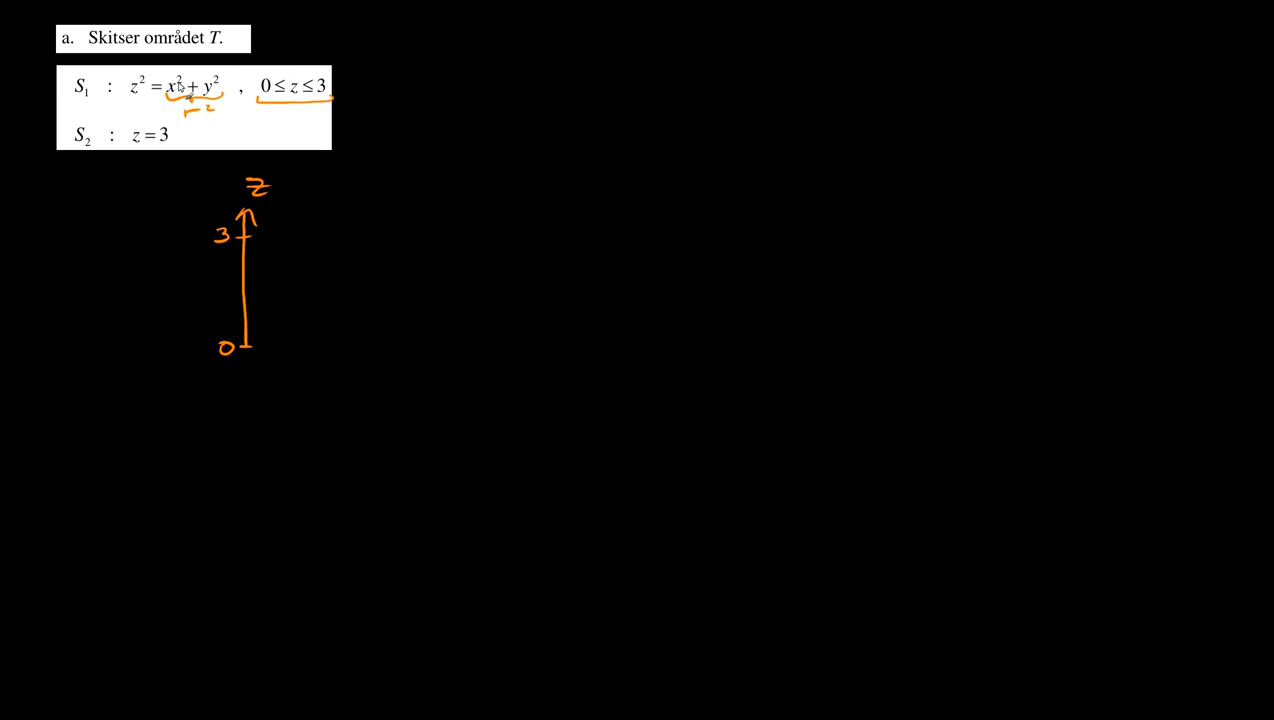 a. Skitser området T.
S₁ : z² = x² + y² , 0 ≤ z ≤ 3
r²
S₂ : z = 3
z
3
0